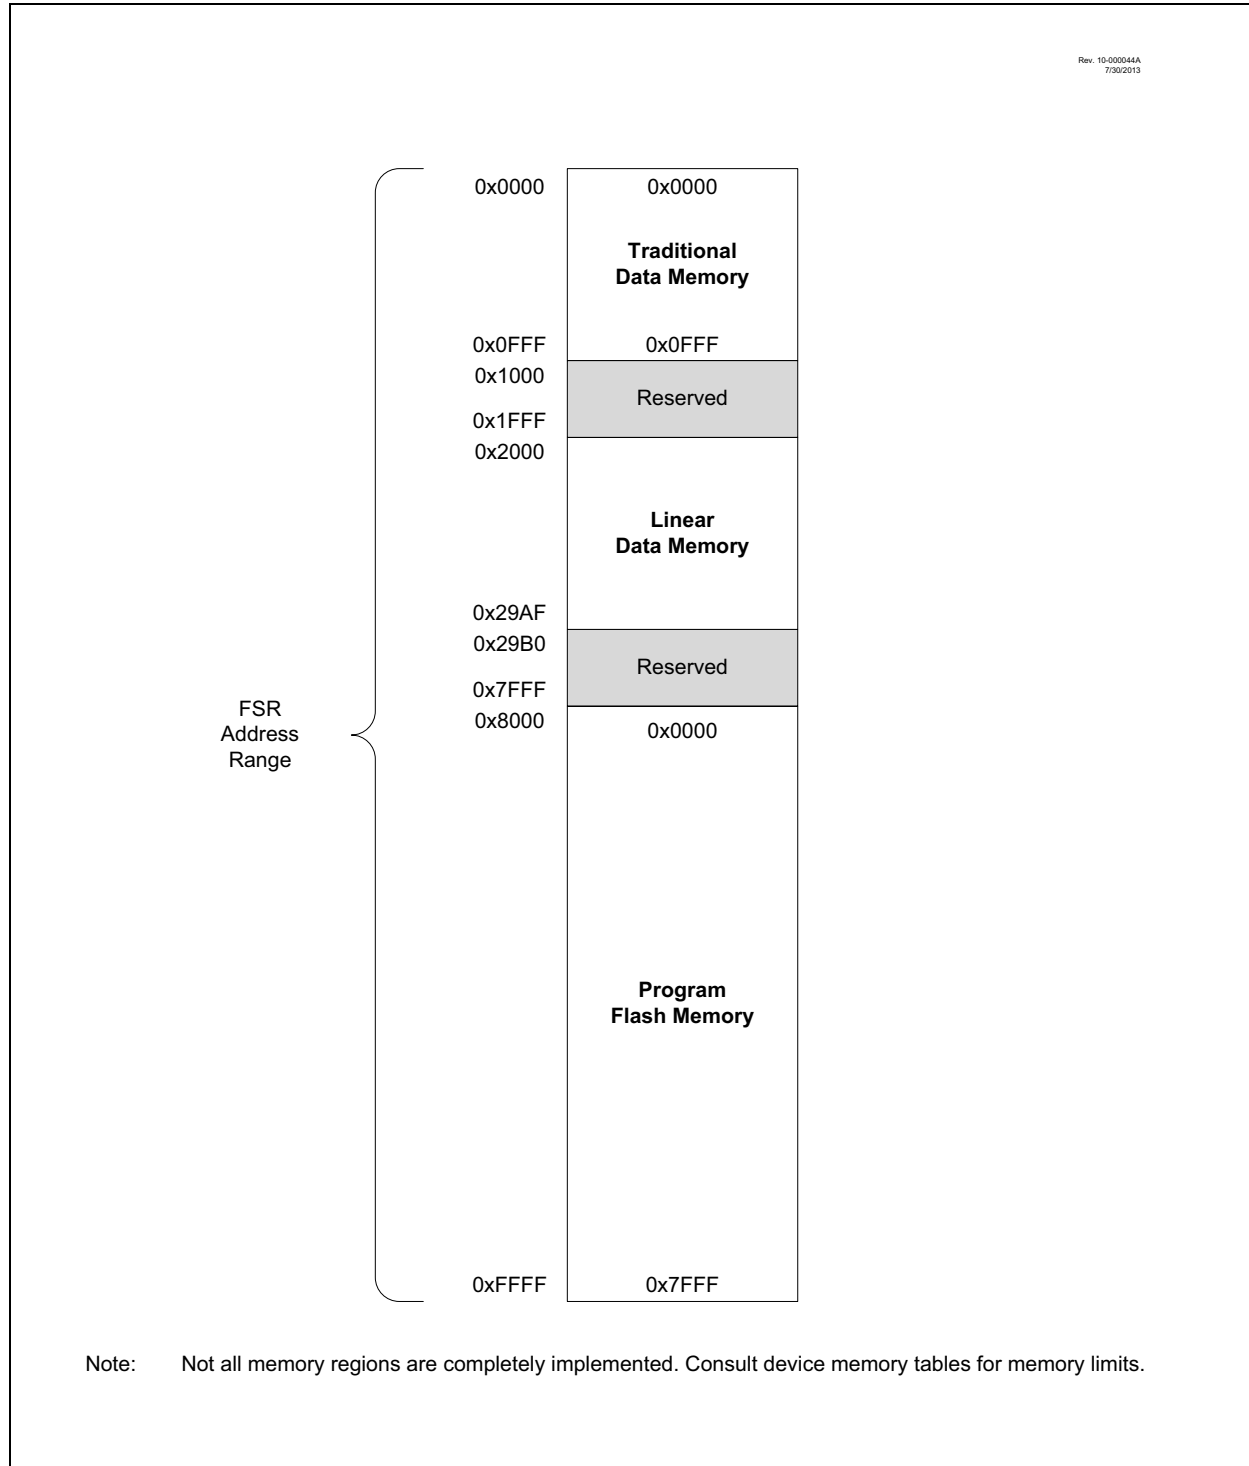 Rev. 10-000044A
7/30/2013
0x0000 0x0000
Traditional
Data Memory
0x0FFF 0x0FFF
0x1000
Reserved
0x1FFF
0x2000
Linear
Data Memory
0x29AF
0x29B0
Reserved
0x7FFF
FSR
Address
Range
0x8000 0x0000
Program
Flash Memory
0xFFFF 0x7FFF
Note: Not all memory regions are completely implemented. Consult device memory tables for memory limits.